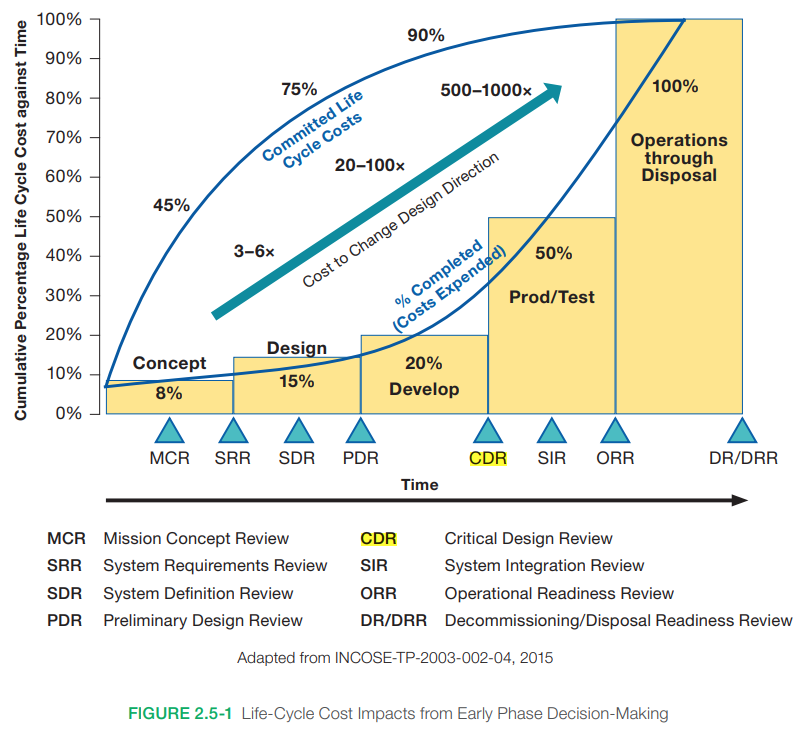 Cumulative Percentage Life Cycle Cost against Time
100%
90%
80%
70%
60%
50%
40%
30%
20%
10%
0%
90%
75%
500–1000×
100%
Committed Life
Cycle Costs
Operations
through
Disposal
20–100×
Cost to Change Design Direction
45%
3–6×
% Completed
(Costs Expended)
50%
Prod/Test
Concept
8%
Design
15%
20%
Develop
MCR SRR SDR PDR CDR SIR ORR DR/DRR
Time
MCR Mission Concept Review CDR Critical Design Review
SRR System Requirements Review SIR System Integration Review
SDR System Definition Review ORR Operational Readiness Review
PDR Preliminary Design Review DR/DRR Decommissioning/Disposal Readiness Review
Adapted from INCOSE-TP-2003-002-04, 2015
FIGURE 2.5-1 Life-Cycle Cost Impacts from Early Phase Decision-Making